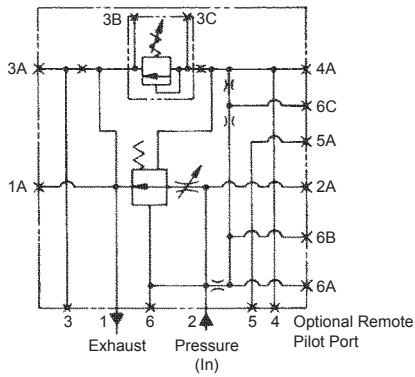 3B 3C
3A 4A
6C
5A
1A 2A
6B
6A
3 1 6 2 5 4 Optional Remote
Exhaust Pressure Pilot Port
(In)